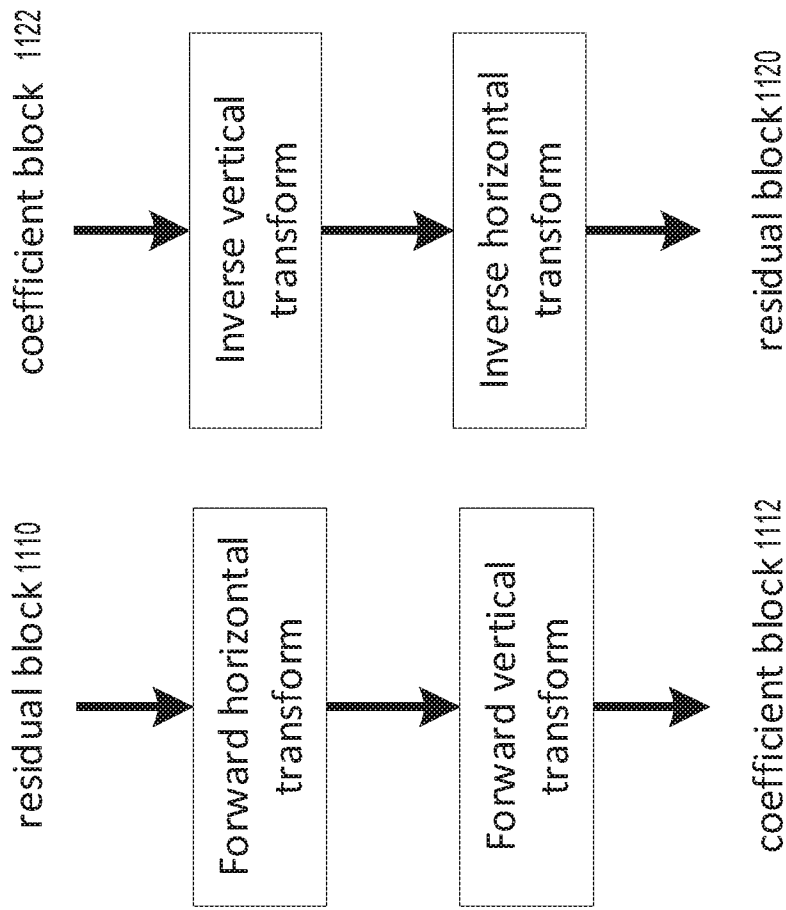 residual block 1110
Forward horizontal
transform
Forward vertical
transform
coefficient block 1112
coefficient block 1122
Inverse vertical
transform
Inverse horizontal
transform
residual block 1120